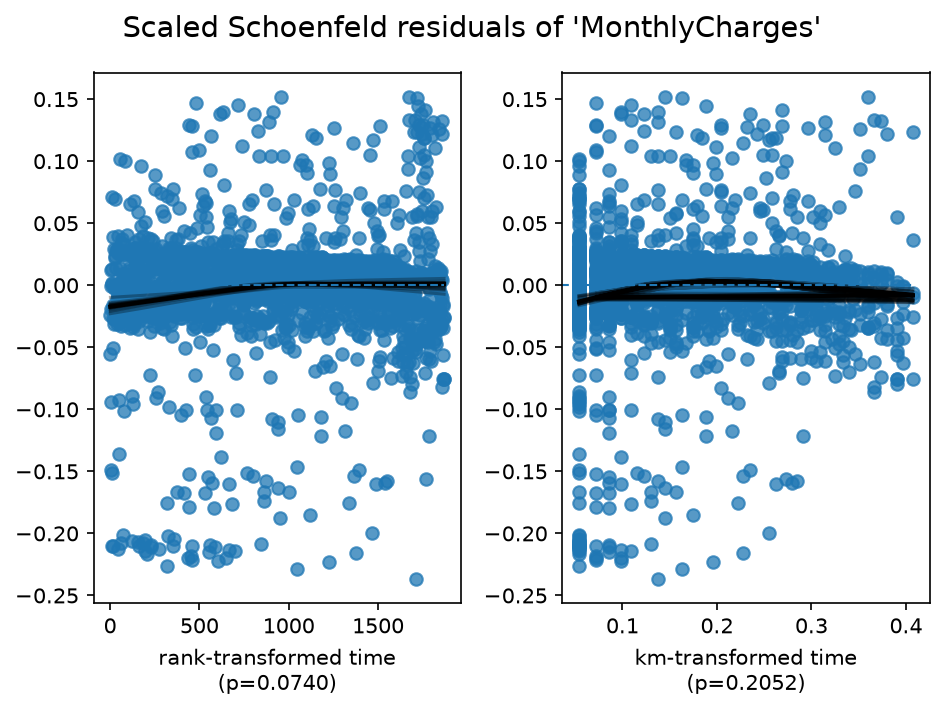 Scaled Schoenfeld residuals of 'MonthlyCharges'
0.15
0.10
0.05
0.00
−0.05
−0.10
−0.15
−0.20
−0.25
0 500 1000 1500
rank-transformed time
(p=0.0740)
0.15
0.10
0.05
0.00
−0.05
−0.10
−0.15
−0.20
−0.25
0.1 0.2 0.3 0.4
km-transformed time
(p=0.2052)